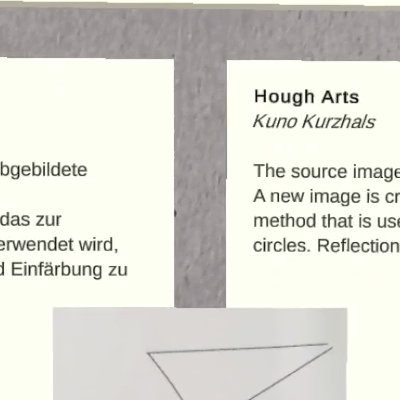 bgebildete
das zur
erwendet wird,
d Einfärbung zu
Hough Arts
Kuno Kurzhals
The source image
A new image is cr
method that is use
circles. Reflection